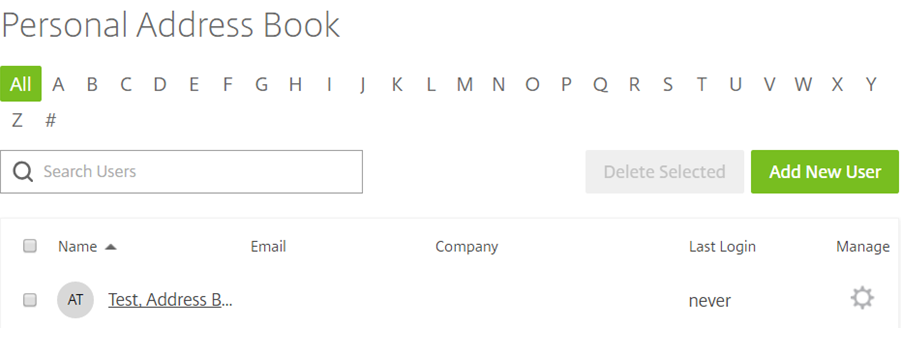 Personal Address Book
All A B C D E F G H I J K L M N O P Q R S T U V W X Y
Z #
Search Users Delete Selected Add New User
Name Email Company Last Login Manage
AT Test, Address B... never